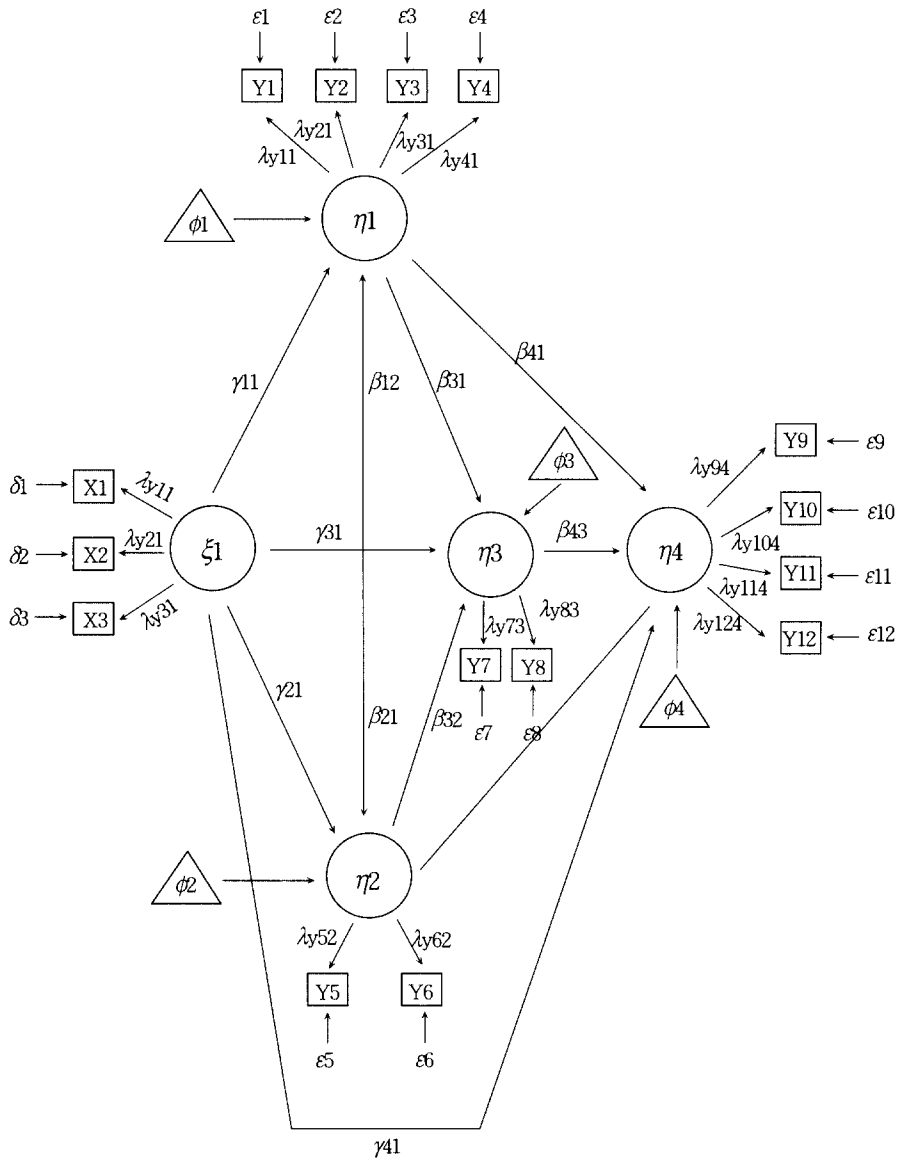 ε1 ε2 ε3 ε4
Y1 Y2 Y3 Y4
λy11 λy21 λy31 λy41
ϕ1 η1
γ11 β12 β31 β41
ϕ3
λy94 Y9 ε9
δ1 X1 λy11
Y10 ε10
λy104
δ2 X2 λy21 ξ1 γ31 η3 β43 η4
Y11 ε11
λy114
δ3 X3 λy31
λy73 λy83
λy124 Y12 ε12
Y7 Y8
γ21 β21 β32 ε7 ε8 ϕ4
ϕ2 η2
λy52 λy62
Y5 Y6
ε5 ε6
γ41